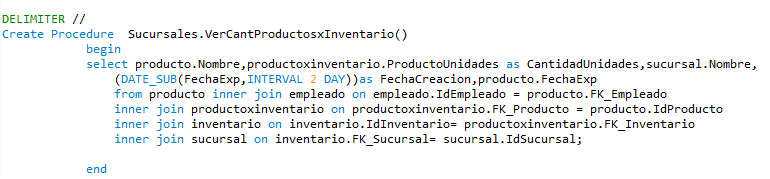 DELIMITER //
Create Procedure  Sucursales.VerCantProductosxInventario()
begin
select producto.Nombre,productoxinventario.ProductoUnidades as CantidadUnidades,sucursal.Nombre,
(DATE_SUB(FechaExp,INTERVAL 2 DAY))as FechaCreacion,producto.FechaExp
from producto inner join empleado on empleado.IdEmpleado = producto.FK_Empleado
inner join productoxinventario on productoxinventario.FK_Producto = producto.IdProducto
inner join inventario on inventario.IdInventario= productoxinventario.FK_Inventario
inner join sucursal on inventario.FK_Sucursal= sucursal.IdSucursal;
end